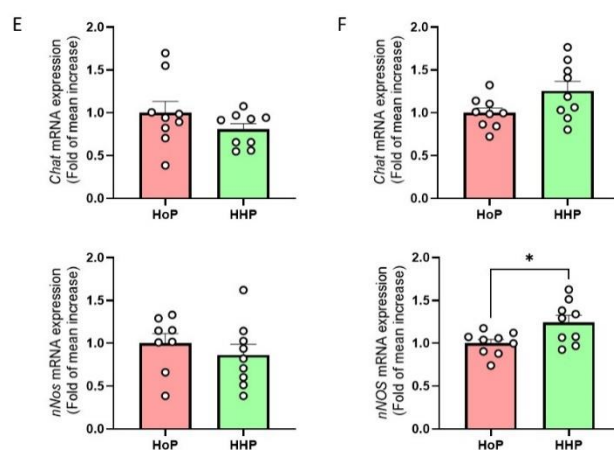 E
Chat mRNA expression
(Fold of mean increase)
2.0
1.5
1.0
0.5
0.0
HoP HHP
F
Chat mRNA expression
(Fold of mean increase)
2.0
1.5
1.0
0.5
0.0
HoP HHP
nNos mRNA expression
(Fold of mean increase)
2.0
1.5
1.0
0.5
0.0
HoP HHP
nNOS mRNA expression
(Fold of mean increase)
2.0
1.5
1.0
0.5
0.0
*
HoP HHP